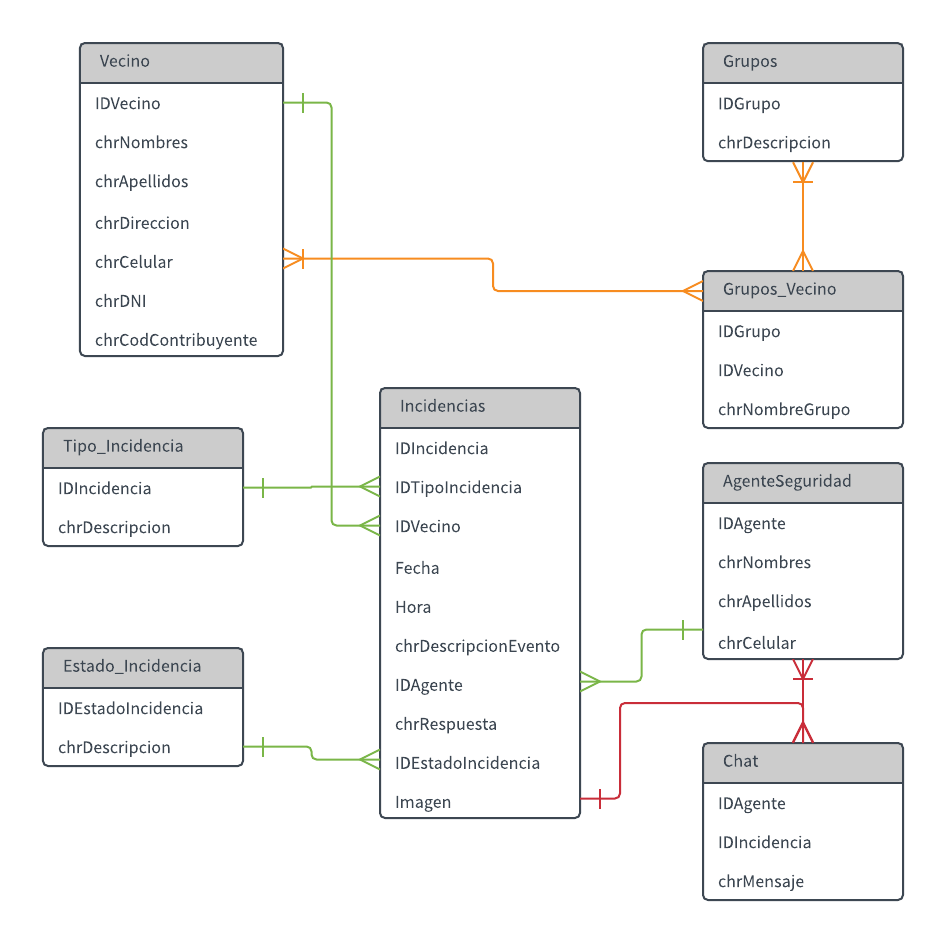 Vecino
IDVecino
chrNombres
chrApellidos
chrDireccion
chrCelular
chrDNI
chrCodContribuyente
Grupos
IDGrupo
chrDescripcion
Grupos_Vecino
IDGrupo
IDVecino
chrNombreGrupo
Tipo_Incidencia
IDIncidencia
chrDescripcion
Estado_Incidencia
IDEstadoIncidencia
chrDescripcion
Incidencias
IDIncidencia
IDTipoIncidencia
IDVecino
Fecha
Hora
chrDescripcionEvento
IDAgente
chrRespuesta
IDEstadoIncidencia
Imagen
AgenteSeguridad
IDAgente
chrNombres
chrApellidos
chrCelular
Chat
IDAgente
IDIncidencia
chrMensaje